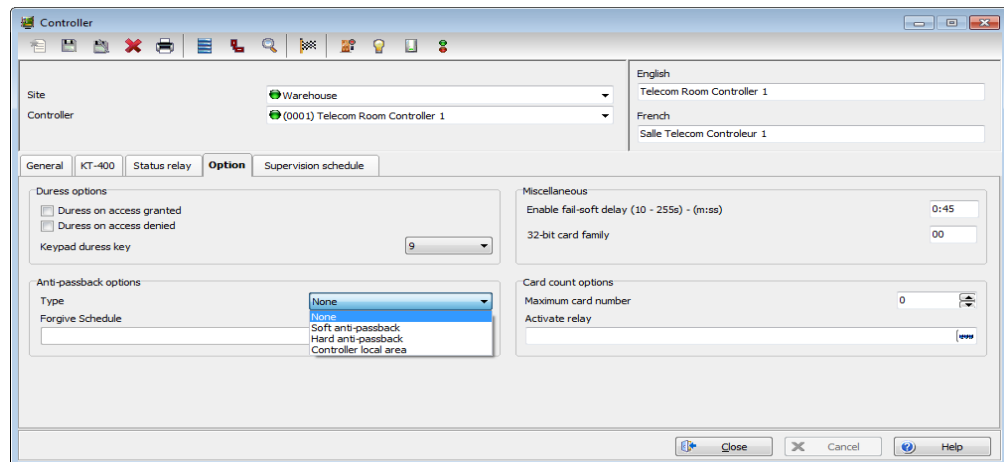 Controller
English
Site
Warehouse
Telecom Room Controller 1
Controller
(0001) Telecom Room Controller 1
French
Salle Telecom Controleur 1
General KT-400 Status relay Option Supervision schedule
Duress options
Duress on access granted
Duress on access denied
Keypad duress key
9
Miscellaneous
Enable fail-soft delay (10 - 255s) - (m:ss)
0:45
32-bit card family
00
Anti-passback options
Type
None
None
Soft anti-passback
Hard anti-passback
Controller local area
Forgive Schedule
Card count options
Maximum card number
0
Activate relay
Close
Cancel
Help